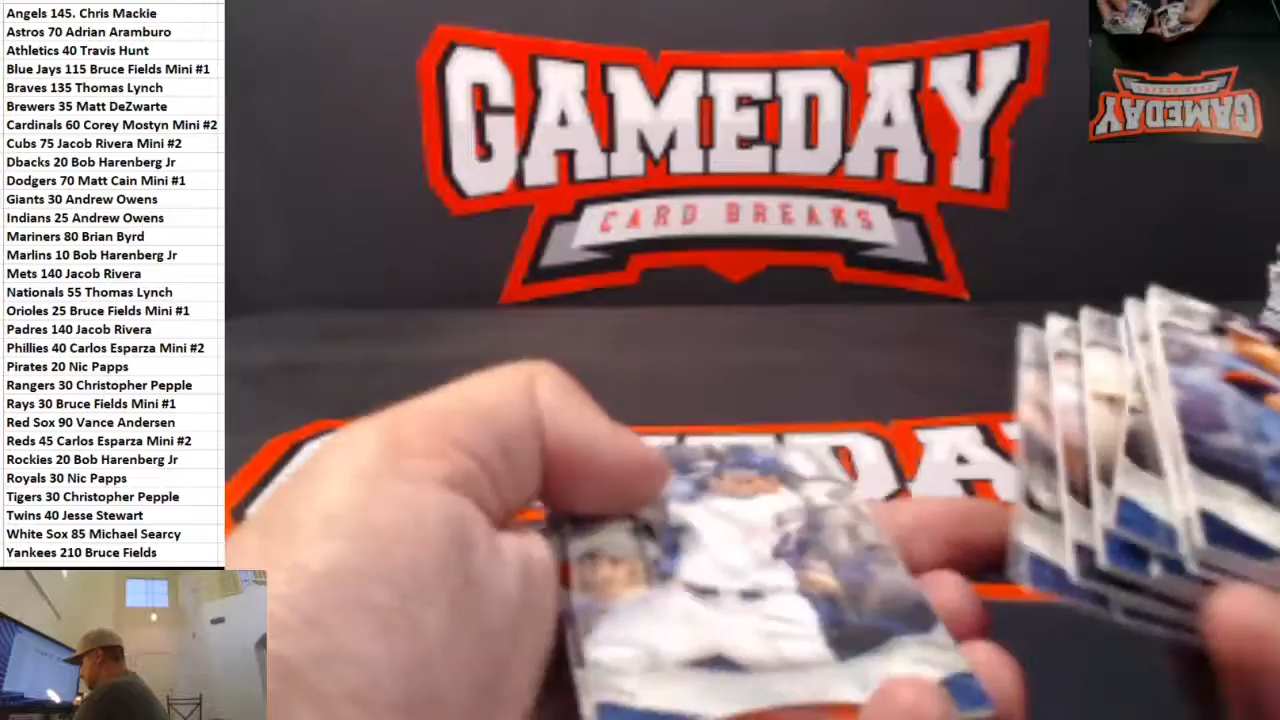 Angels 145. Chris Mackie
Astros 70 Adrian Aramburo
Athletics 40 Travis Hunt
Blue Jays 115 Bruce Fields Mini #1
Braves 135 Thomas Lynch
Brewers 35 Matt DeZwarte
Cardinals 60 Corey Mostyn Mini #2
Cubs 75 Jacob Rivera Mini #2
Dbacks 20 Bob Harenberg Jr
Dodgers 70 Matt Cain Mini #1
Giants 30 Andrew Owens
Indians 25 Andrew Owens
Mariners 80 Brian Byrd
Marlins 10 Bob Harenberg Jr
Mets 140 Jacob Rivera
Nationals 55 Thomas Lynch
Orioles 25 Bruce Fields Mini #1
Padres 140 Jacob Rivera
Phillies 40 Carlos Esparza Mini #2
Pirates 20 Nic Papps
Rangers 30 Christopher Pepple
Rays 30 Bruce Fields Mini #1
Red Sox 90 Vance Andersen
Reds 45 Carlos Esparza Mini #2
Rockies 20 Bob Harenberg Jr
Royals 30 Nic Papps
Tigers 30 Christopher Pepple
Twins 40 Jesse Stewart
White Sox 85 Michael Searcy
Yankees 210 Bruce Fields
GAMEDAY
CARD BREAKS
GAMEDAY
CARD BREAKS